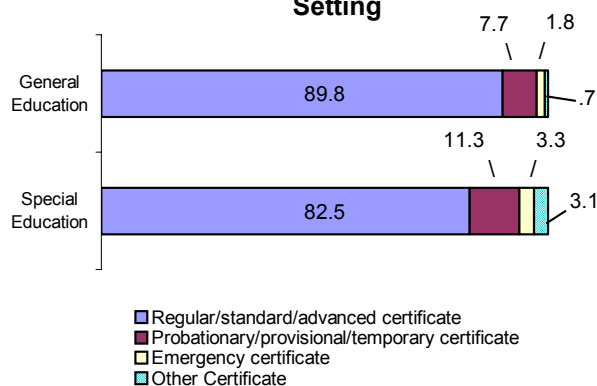 Setting
7.7 1.8
General
Education
89.8
.7
11.3 3.3
Special
Education
82.5
3.1
Regular/standard/advanced certificate
Probationary/provisional/temporary certificate
Emergency certificate
Other Certificate